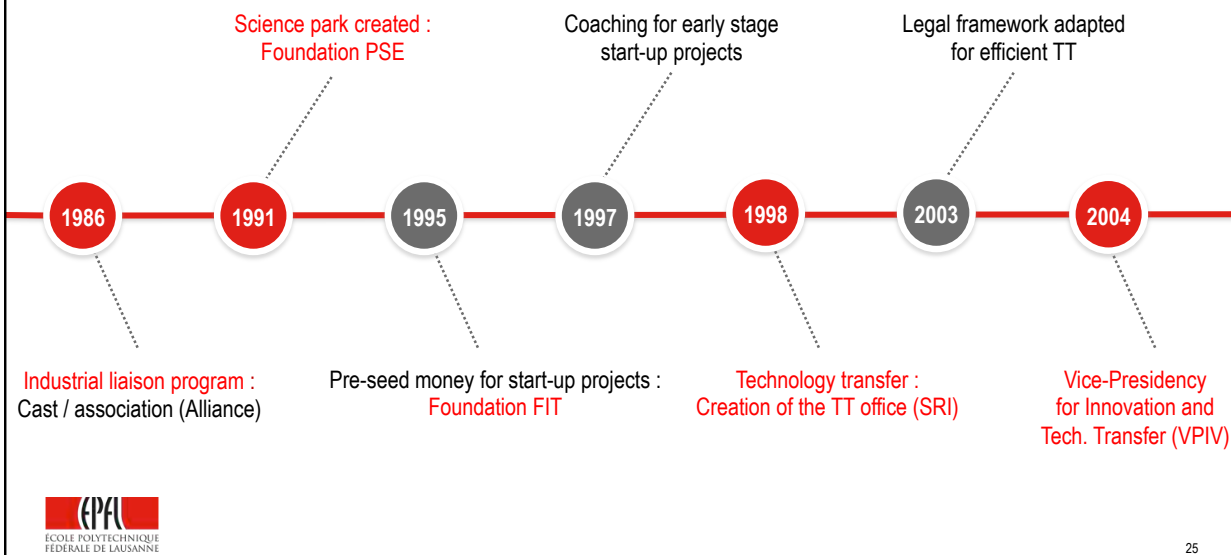 Science park created :
Foundation PSE
Coaching for early stage
start-up projects
Legal framework adapted
for efficient TT
1986
1991
1995
1997
1998
2003
2004
Industrial liaison program :
Cast / association (Alliance)
Pre-seed money for start-up projects :
Foundation FIT
Technology transfer :
Creation of the TT office (SRI)
Vice-Presidency
for Innovation and
Tech. Transfer (VPIV)
EPFL
ÉCOLE POLYTECHNIQUE
FÉDÉRALE DE LAUSANNE
25